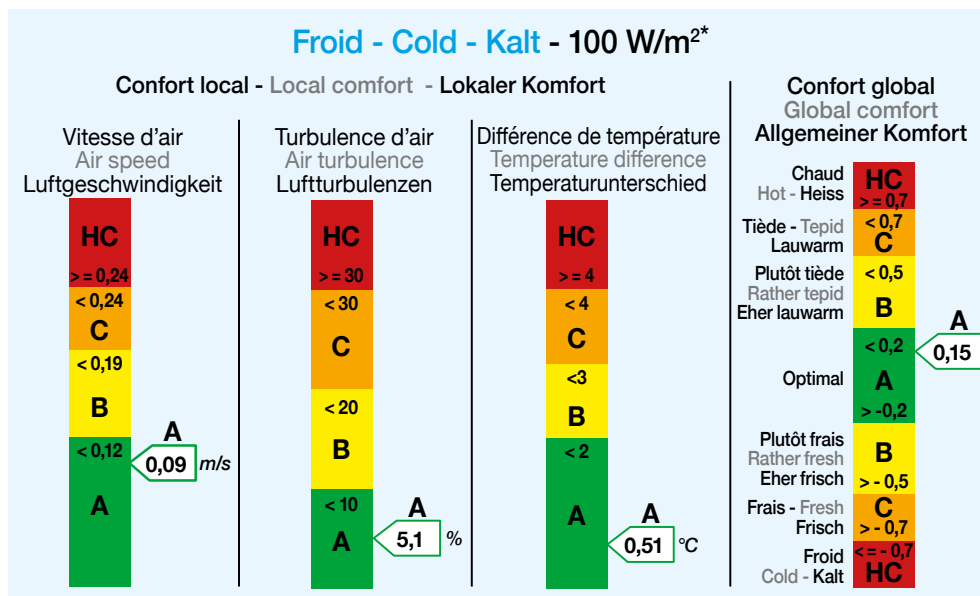 Froid - Cold - Kalt - 100 W/m²*
Confort local - Local comfort - Lokaler Komfort
Vitesse d’air
Air speed
Luftgeschwindigkeit
HC
>= 0,24
< 0,24
C
< 0,19
B
< 0,12
A
A
0,09 m/s
Turbulence d’air
Air turbulence
Luftturbulenzen
HC
>= 30
< 30
C
< 20
B
< 10
A
A
5,1 %
Différence de température
Temperature difference
Temperaturunterschied
HC
>= 4
< 4
C
<3
B
< 2
A
A
0,51 °C
Confort global
Global comfort
Allgemeiner Komfort
Chaud
Hot - Heiss
HC
>= 0,7
Tiède - Tepid
Lauwarm
< 0,7
C
Plutôt tiède
Rather tepid
Eher lauwarm
< 0,5
B
Optimal
< 0,2
A
> -0,2
A
0,15
Plutôt frais
Rather fresh
Eher frisch
B
> - 0,5
Frais - Fresh
Frisch
C
> - 0,7
Froid
Cold - Kalt
<= - 0,7
HC